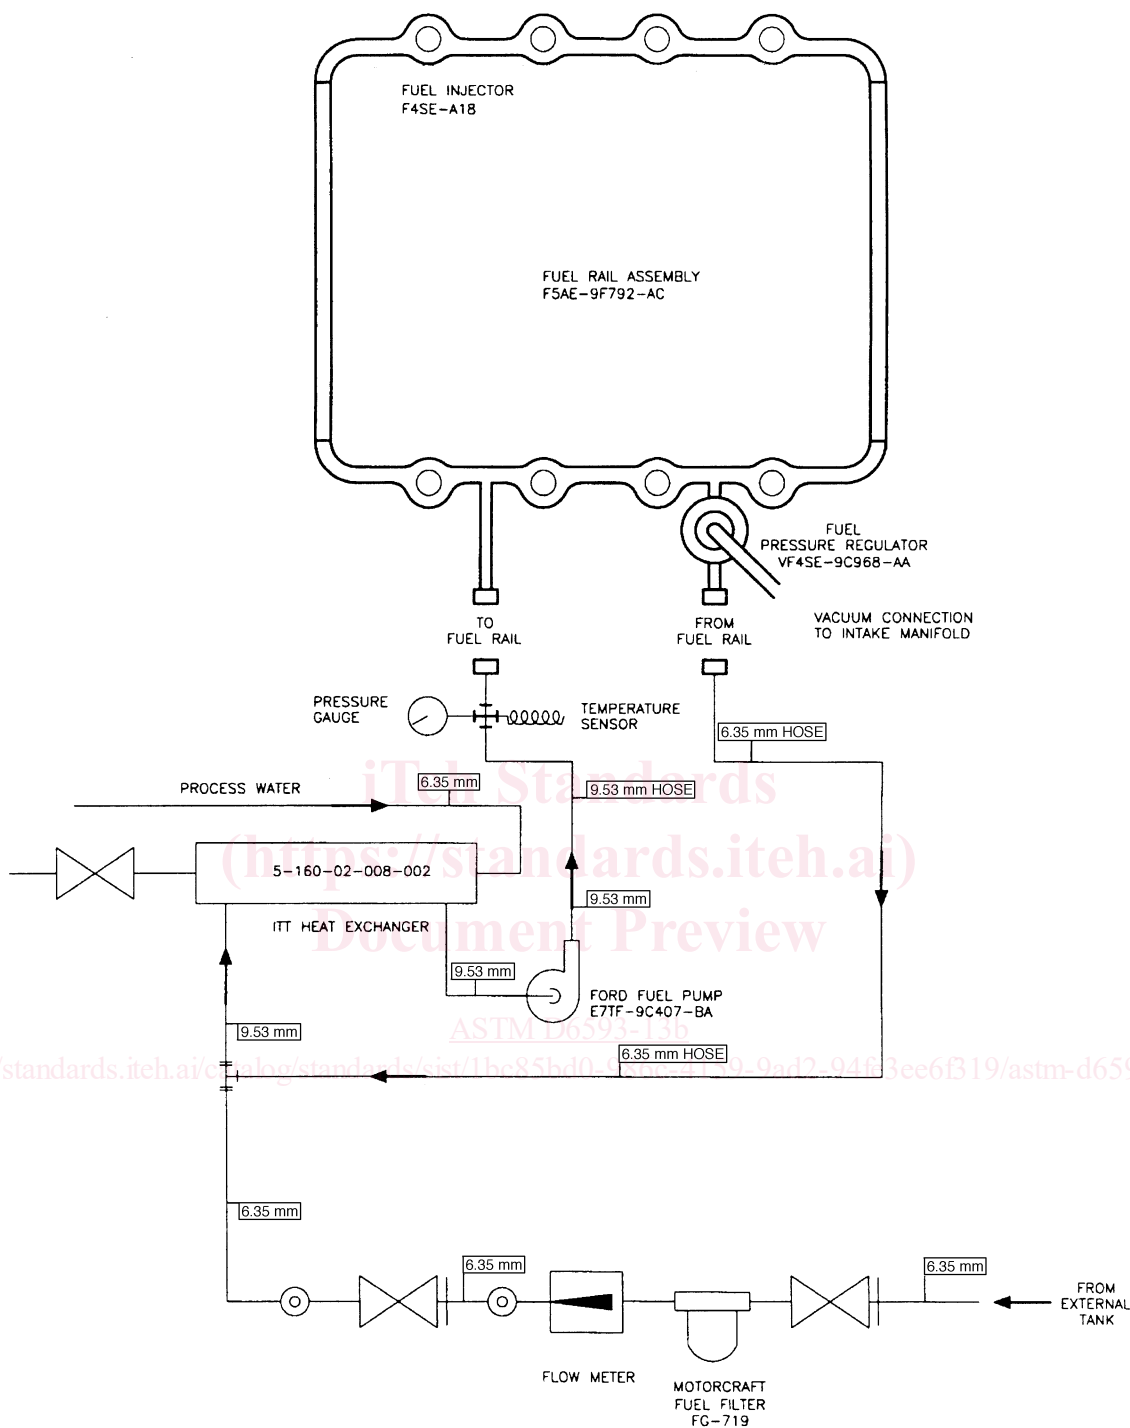 FUEL INJECTOR
F4SE-A18
FUEL RAIL ASSEMBLY
F5AE-9F792-AC
FUEL
PRESSURE REGULATOR
VF4SE-9C968-AA
TO
FUEL RAIL
FROM
FUEL RAIL
VACUUM CONNECTION
TO INTAKE MANIFOLD
PRESSURE
GAUGE
TEMPERATURE
SENSOR
6.35 mm HOSE
PROCESS WATER
6.35 mm
9.53 mm HOSE
iTeh Standards
(https://standards.iteh.ai)
Document Preview
5-160-02-008-002
9.53 mm
ITT HEAT EXCHANGER
9.53 mm
FORD FUEL PUMP
E7TF-9C407-BA
9.53 mm
ASTM D6593-13b
6.35 mm HOSE
6.35 mm
6.35 mm
6.35 mm
FROM
EXTERNAL
TANK
FLOW METER
MOTORCRAFT
FUEL FILTER
FG-719